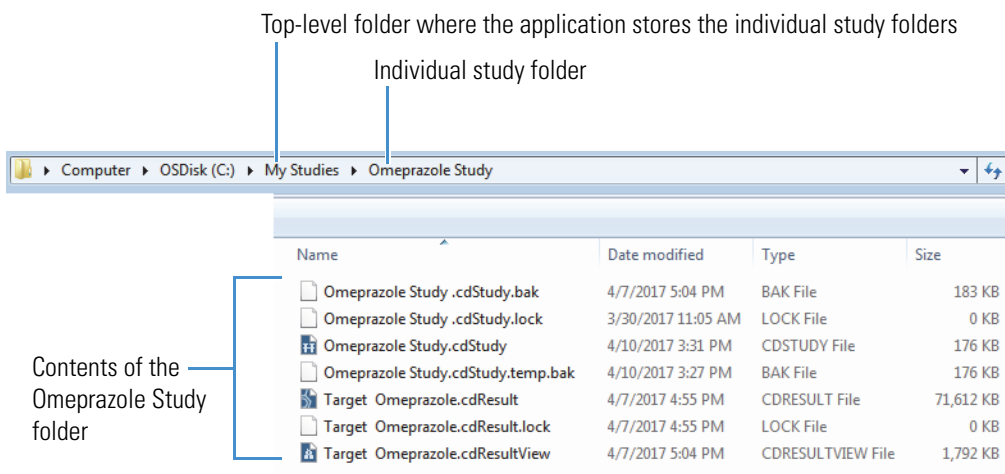 Top-level folder where the application stores the individual study folders
Individual study folder
Computer OSDisk (C:) My Studies Omeprazole Study
Name Date modified Type Size
Omeprazole Study .cdStudy.bak 4/7/2017 5:04 PM BAK File 183 KB
Omeprazole Study .cdStudy.lock 3/30/2017 11:05 AM LOCK File 0 KB
Omeprazole Study.cdStudy 4/10/2017 3:31 PM CDSTUDY File 176 KB
Omeprazole Study.cdStudy.temp.bak 4/10/2017 3:27 PM BAK File 176 KB
Target Omeprazole.cdResult 4/7/2017 4:55 PM CDRESULT File 71,612 KB
Target Omeprazole.cdResult.lock 4/7/2017 4:55 PM LOCK File 0 KB
Target Omeprazole.cdResultView 4/7/2017 5:04 PM CDRESULTVIEW File 1,792 KB
Contents of the
Omeprazole Study
folder